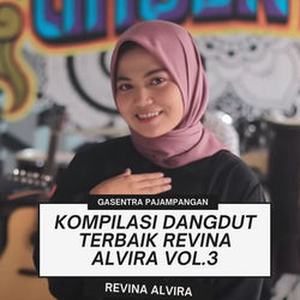 GASENTRA PAJAMPANGAN
KOMPILASI DANGDUT
TERBAIK REVINA
ALVIRA VOL.3
REVINA ALVIRA